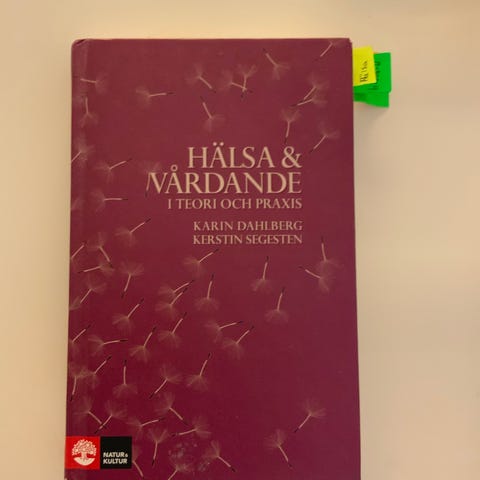 HÄLSA &
VÅRDANDE
I TEORI OCH PRAXIS
KARIN DAHLBERG
KERSTIN SEGESTEN
NATUR &
KULTUR